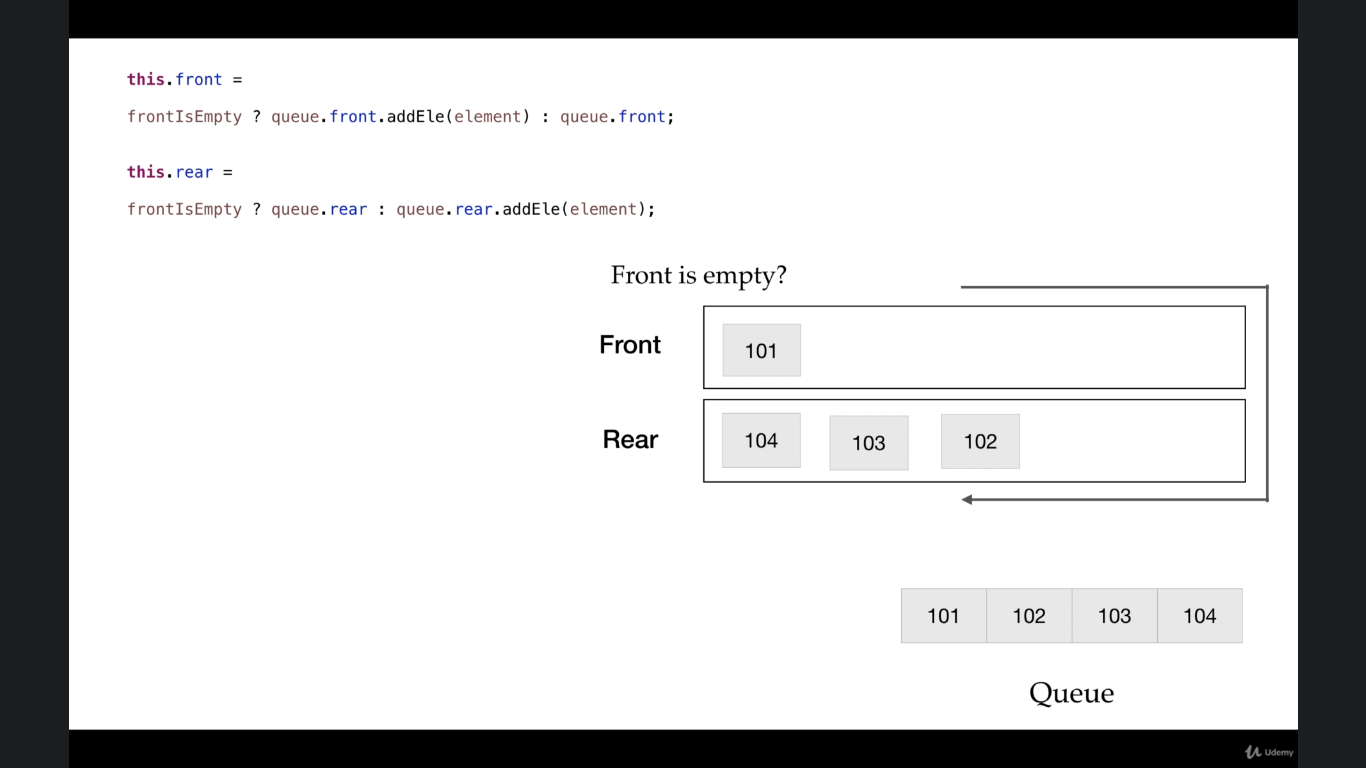 this.front =
frontIsEmpty ? queue.front.addEle(element) : queue.front;
this.rear =
frontIsEmpty ? queue.rear : queue.rear.addEle(element);
Front is empty?
Front 101
Rear 104 103 102
101 102 103 104
Queue
Udemy